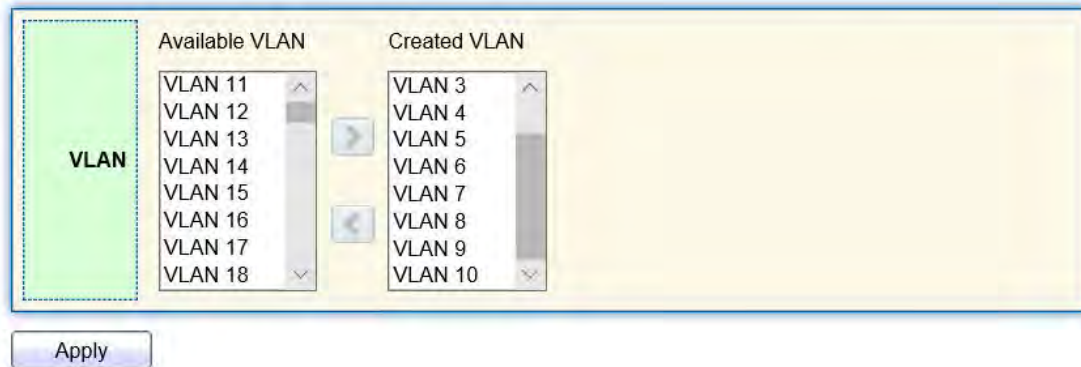 Available VLAN
Created VLAN
VLAN
VLAN 11
VLAN 12
VLAN 13
VLAN 14
VLAN 15
VLAN 16
VLAN 17
VLAN 18
VLAN 3
VLAN 4
VLAN 5
VLAN 6
VLAN 7
VLAN 8
VLAN 9
VLAN 10
Apply